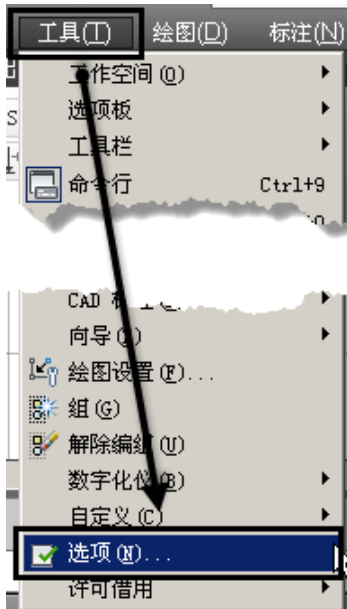 工具(T) 绘图(D) 标注(N)
工作空间(O)
选项板
工具栏
命令行 Ctrl+9
CAD
向导
绘图设置(F)...
组(G)
解除编组(U)
数字化仪(B)
自定义(C)
选项(N)...
许可借用